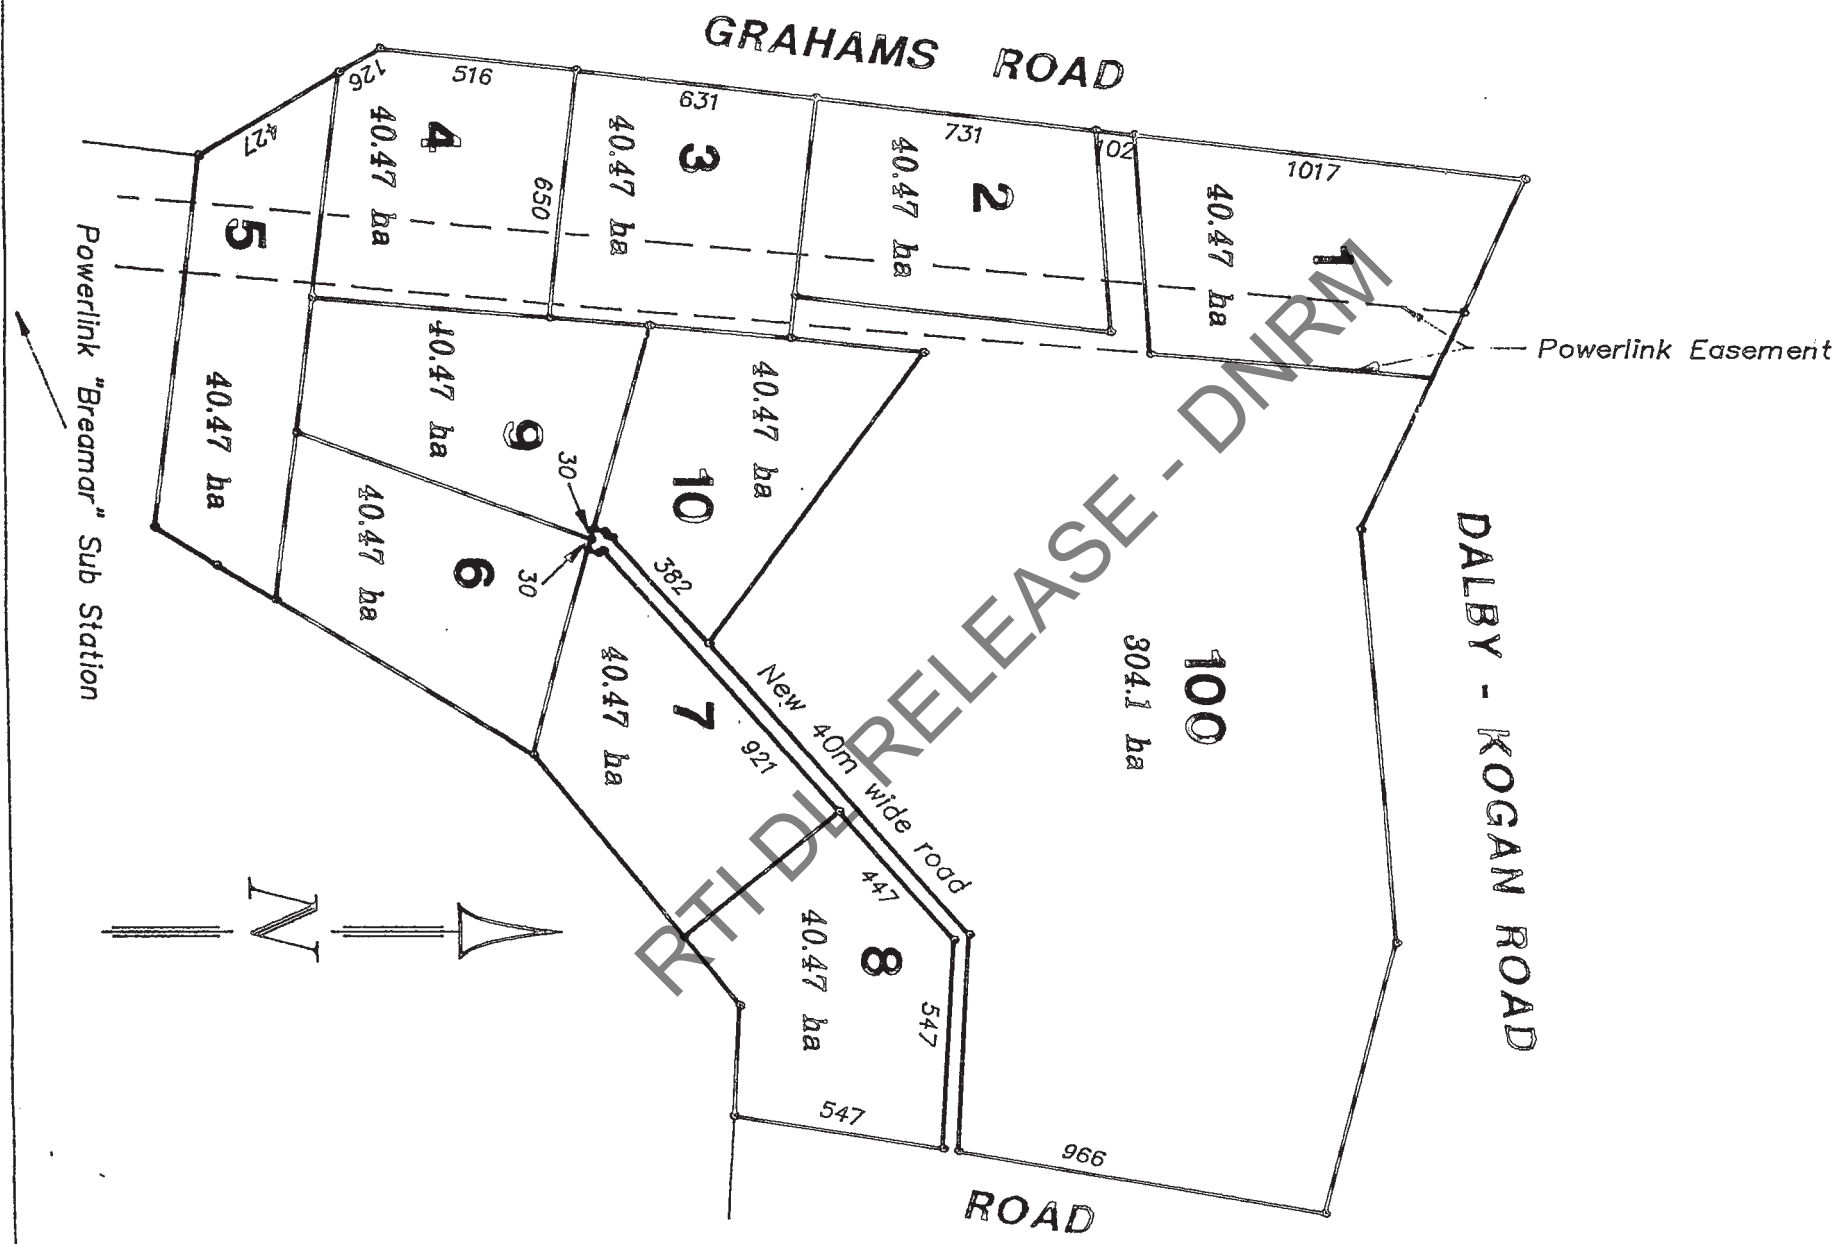 GRAHAMS ROAD
126
516
631
731
102
1017
427
4
40.47 ha
650
3
40.47 ha
2
40.47 ha
1
40.47 ha
Powerlink Easement
5
40.47 ha
Powerlink "Breamar" Sub Station
9
40.47 ha
30
10
40.47 ha
6
40.47 ha
30
382
7
40.47 ha
921
New 40m wide road
100
304.1 ha
DALBY - KOGAN ROAD
447
8
40.47 ha
547
547
966
ROAD
N
RTI DL RELEASE - DNRM